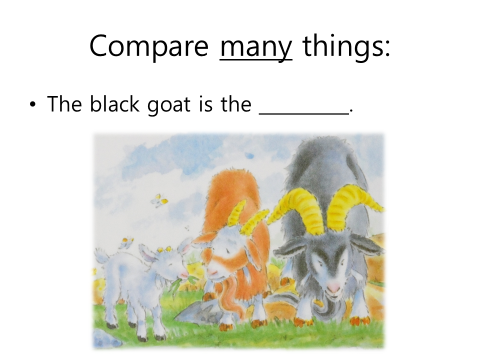 Compare many things:
• The black goat is the _________.